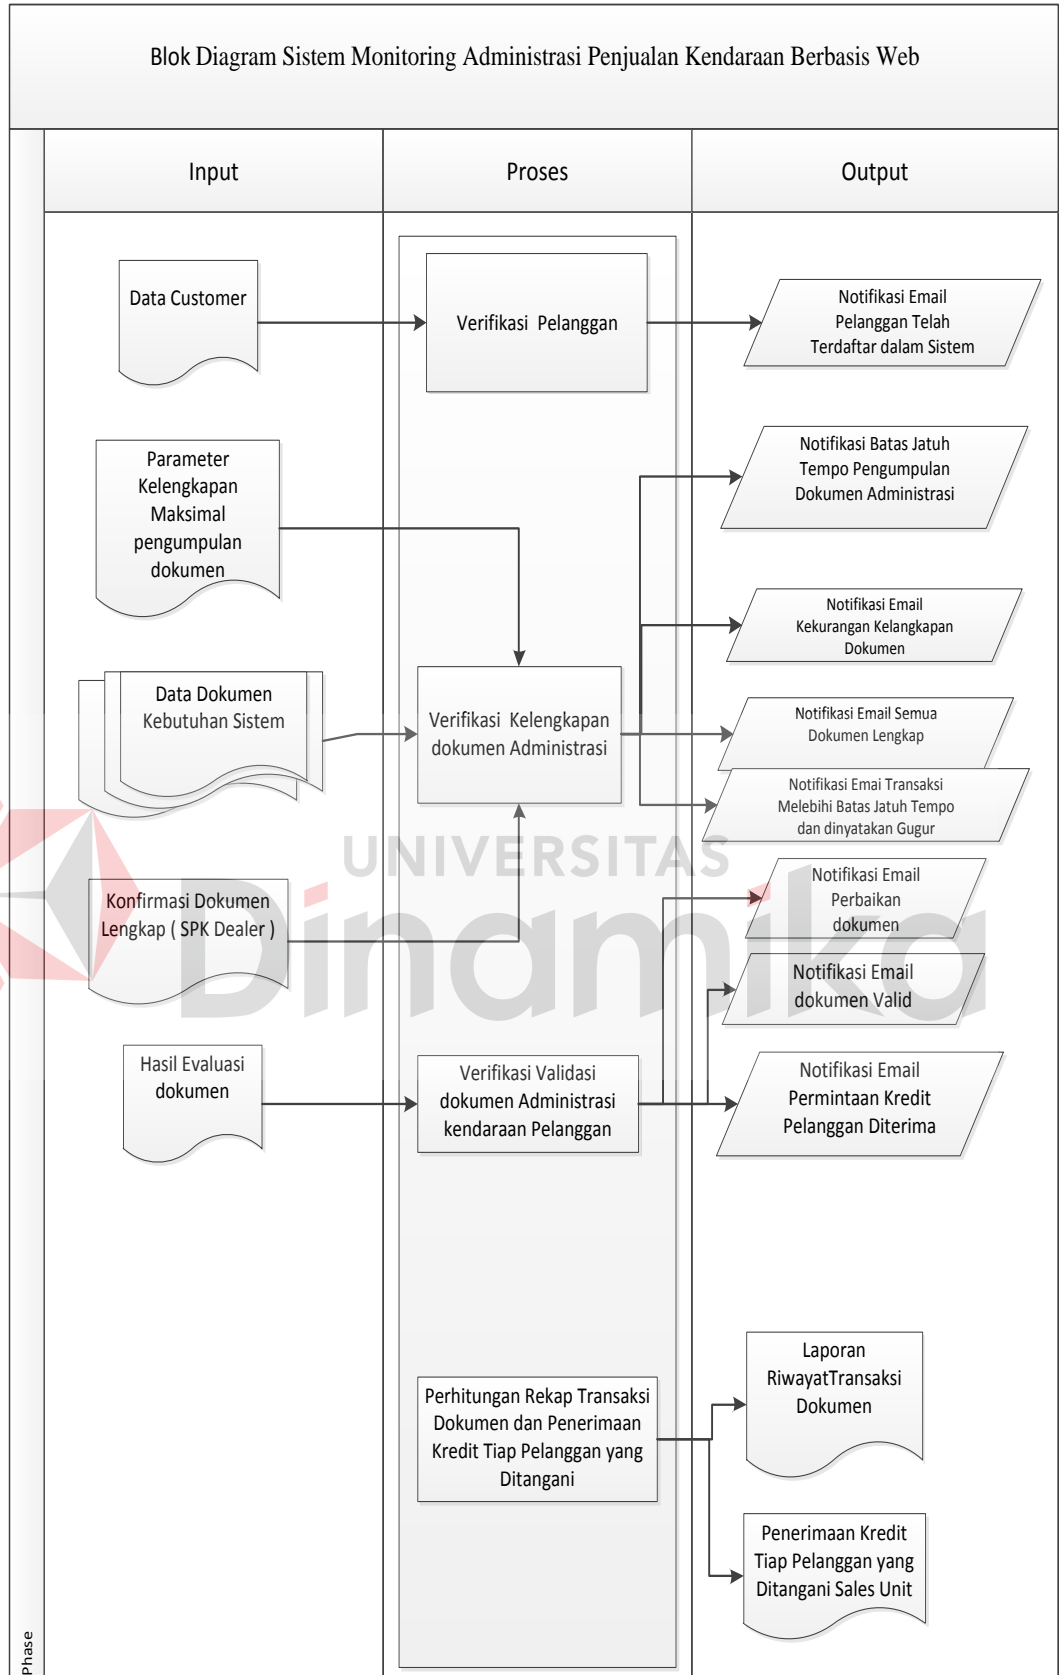 Blok Diagram Sistem Monitoring Administrasi Penjualan Kendaraan Berbasis Web
Input
Proses
Output
Data Customer
Verifikasi Pelanggan
Notifikasi Email
Pelanggan Telah
Terdaftar dalam Sistem
Parameter
Kelengkapan
Maksimal
pengumpulan
dokumen
Notifikasi Batas Jatuh
Tempo Pengumpulan
Dokumen Administrasi
Notifikasi Email
Kekurangan Kelangkapan
Dokumen
Data Dokumen
Kebutuhan Sistem
Verifikasi Kelengkapan
dokumen Administrasi
Notifikasi Email Semua
Dokumen Lengkap
Notifikasi Emai Transaksi
Melebihi Batas Jatuh Tempo
dan dinyatakan Gugur
UNIVERSITAS
Dinamika
Konfirmasi Dokumen
Lengkap ( SPK Dealer )
Notifikasi Email
Perbaikan
dokumen
Notifikasi Email
dokumen Valid
Hasil Evaluasi
dokumen
Verifikasi Validasi
dokumen Administrasi
kendaraan Pelanggan
Notifikasi Email
Permintaan Kredit
Pelanggan Diterima
Perhitungan Rekap Transaksi
Dokumen dan Penerimaan
Kredit Tiap Pelanggan yang
Ditangani
Laporan
RiwayatTransaksi
Dokumen
Penerimaan Kredit
Tiap Pelanggan yang
Ditangani Sales Unit
Phase